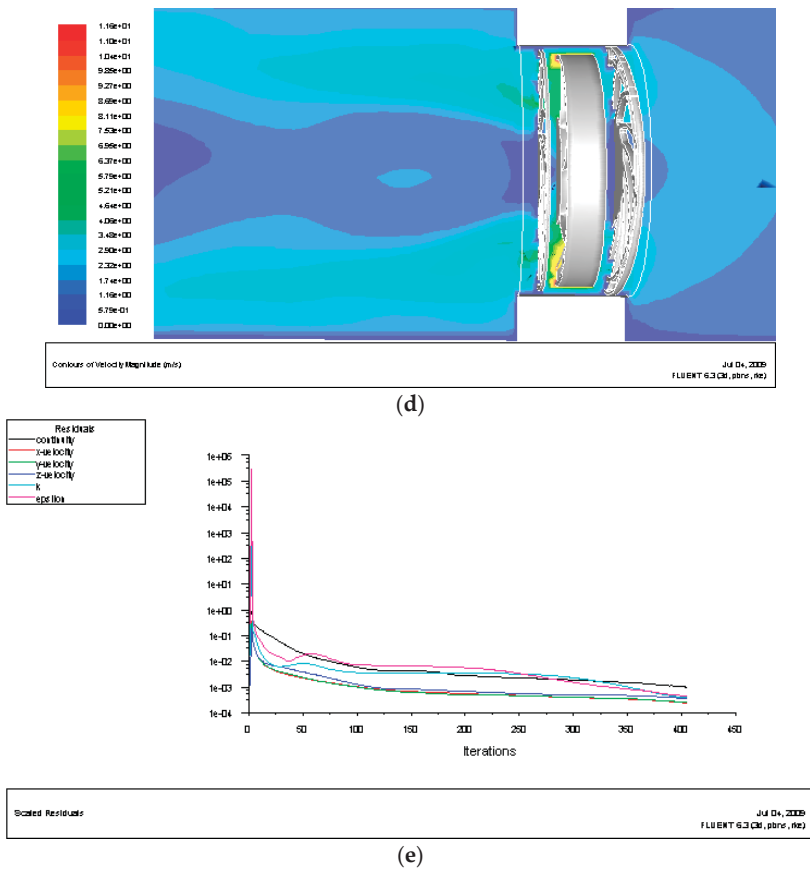 1.16e+01
1.10e+01
1.04e+01
9.85e+00
9.27e+00
8.69e+00
8.11e+00
7.53e+00
6.95e+00
6.37e+00
5.79e+00
5.21e+00
4.64e+00
4.06e+00
3.48e+00
2.90e+00
2.32e+00
1.74e+00
1.16e+00
5.79e-01
0.00e+00
Contours of Velocity Magnitude (m/s)
Jul 04, 2009
FLUENT 6.3 (3d, pbns, rke)
(d)
Residuals
continuity
x-velocity
y-velocity
z-velocity
k
epsilon
1e+06
1e+05
1e+04
1e+03
1e+02
1e+01
1e+00
1e-01
1e-02
1e-03
1e-04
0 50 100 150 200 250 300 350 400 450
Iterations
Scaled Residuals
Jul 04, 2009
FLUENT 6.3 (3d, pbns, rke)
(e)